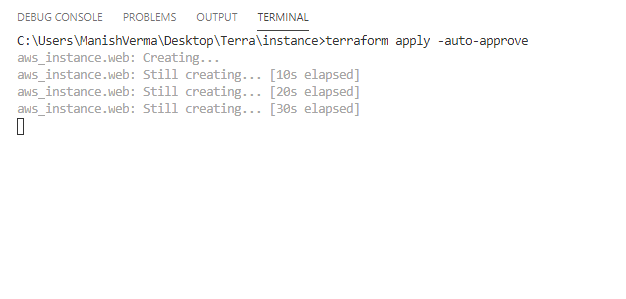 DEBUG CONSOLE PROBLEMS OUTPUT TERMINAL
C:\Users\ManishVerma\Desktop\Terra\instance>terraform apply -auto-approve
aws_instance.web: Creating...
aws_instance.web: Still creating... [10s elapsed]
aws_instance.web: Still creating... [20s elapsed]
aws_instance.web: Still creating... [30s elapsed]